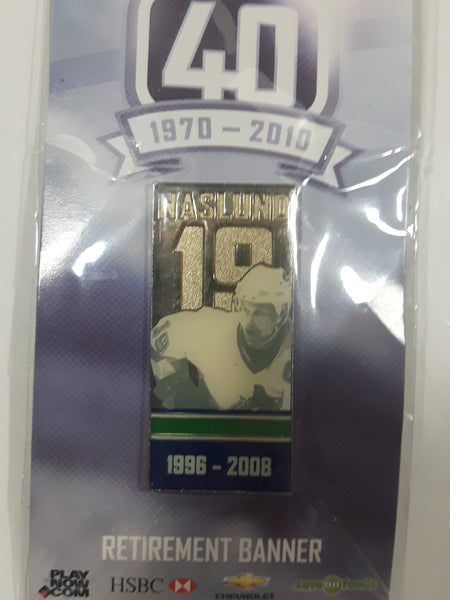 40
1970 – 2010
NASLUND
19
1996 - 2008
RETIREMENT BANNER
PLAY
NOW
.COM
HSBC
CHEVROLET
save on foods